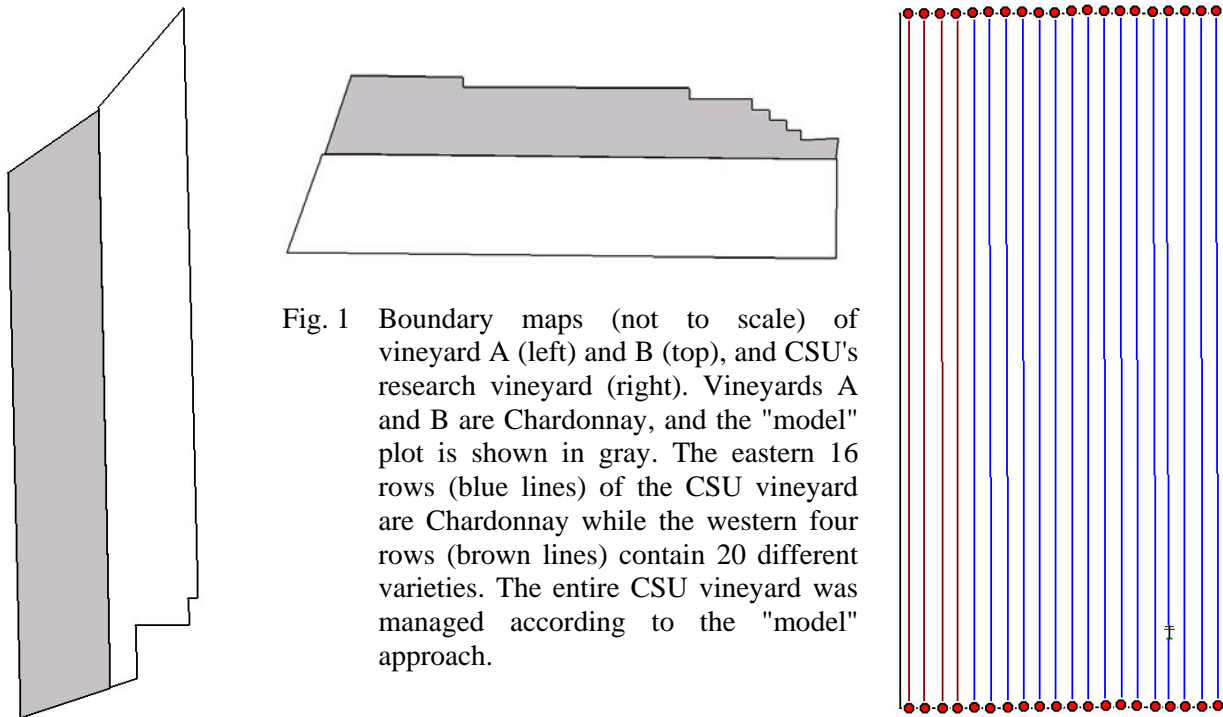 Fig. 1 Boundary maps (not to scale) of
vineyard A (left) and B (top), and CSU's
research vineyard (right). Vineyards A
and B are Chardonnay, and the "model"
plot is shown in gray. The eastern 16
rows (blue lines) of the CSU vineyard
are Chardonnay while the western four
rows (brown lines) contain 20 different
varieties. The entire CSU vineyard was
managed according to the "model"
approach.